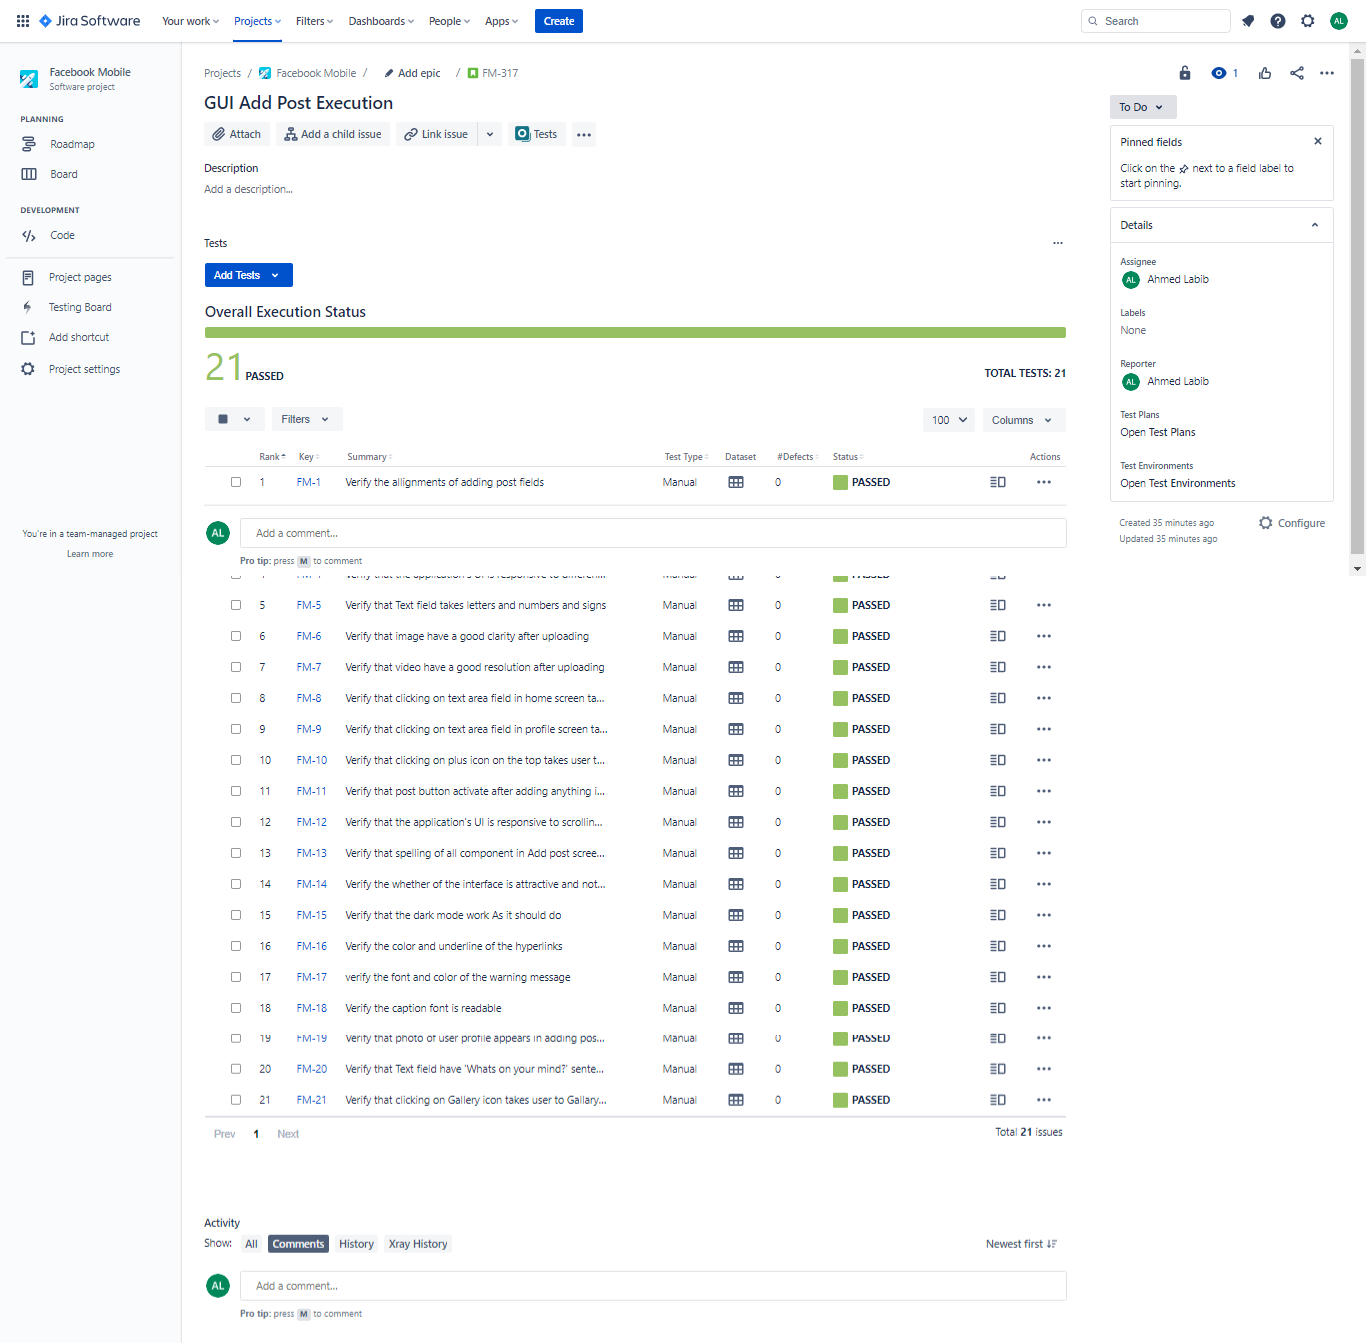 Jira Software Your work Projects Filters Dashboards People Apps Create Search AL
Facebook Mobile
Software project
PLANNING
Roadmap
Board
DEVELOPMENT
Code
Project pages
Testing Board
Add shortcut
Project settings
You're in a team-managed project
Learn more
Projects / Facebook Mobile / Add epic / FM-317
1
GUI Add Post Execution
Attach Add a child issue Link issue Tests
Description
Add a description...
Tests
Add Tests
Overall Execution Status
21 PASSED TOTAL TESTS: 21
Filters 100 Columns
Rank Key Summary Test Type Dataset #Defects Status Actions
1 FM-1 Verify the allignments of adding post fields Manual 0 PASSED
AL Add a comment...
Pro tip: press M to comment
Verify that the application's UI is responsive to differen... Manual 0 PASSED
5 FM-5 Verify that Text field takes letters and numbers and signs Manual 0 PASSED
6 FM-6 Verify that image have a good clarity after uploading Manual 0 PASSED
7 FM-7 Verify that video have a good resolution after uploading Manual 0 PASSED
8 FM-8 Verify that clicking on text area field in home screen ta... Manual 0 PASSED
9 FM-9 Verify that clicking on text area field in profile screen ta... Manual 0 PASSED
10 FM-10 Verify that clicking on plus icon on the top takes user t... Manual 0 PASSED
11 FM-11 Verify that post button activate after adding anything i... Manual 0 PASSED
12 FM-12 Verify that the application's UI is responsive to scrollin... Manual 0 PASSED
13 FM-13 Verify that spelling of all component in Add post scree... Manual 0 PASSED
14 FM-14 Verify the whether of the interface is attractive and not... Manual 0 PASSED
15 FM-15 Verify that the dark mode work As it should do Manual 0 PASSED
16 FM-16 Verify the color and underline of the hyperlinks Manual 0 PASSED
17 FM-17 verify the font and color of the warning message Manual 0 PASSED
18 FM-18 Verify the caption font is readable Manual 0 PASSED
19 FM-19 Verify that photo of user profile appears in adding pos... Manual 0 PASSED
20 FM-20 Verify that Text field have 'Whats on your mind?' sente... Manual 0 PASSED
21 FM-21 Verify that clicking on Gallery icon takes user to Gallary... Manual 0 PASSED
Prev 1 Next Total 21 issues
Activity
Show: All Comments History Xray History Newest first
AL Add a comment...
Pro tip: press M to comment
To Do
Pinned fields
Click on the next to a field label to
start pinning.
Details
Assignee
AL Ahmed Labib
Labels
None
Reporter
AL Ahmed Labib
Test Plans
Open Test Plans
Test Environments
Open Test Environments
Created 35 minutes ago
Updated 35 minutes ago
Configure